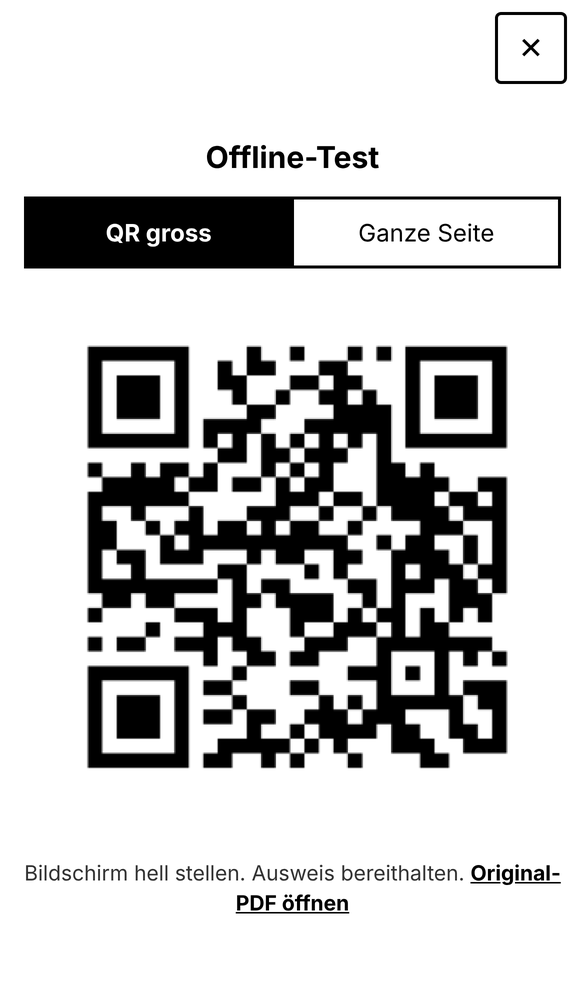 ✕
Offline-Test
QR gross
Ganze Seite
Bildschirm hell stellen. Ausweis bereithalten. Original-
PDF öffnen